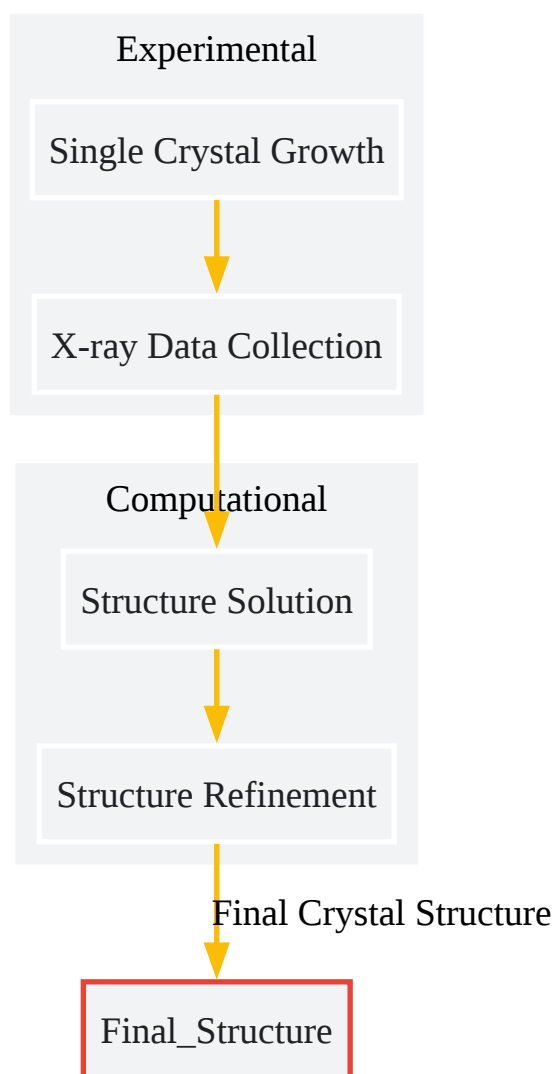 Experimental
Single Crystal Growth
X-ray Data Collection
Computational
Structure Solution
Structure Refinement
Final Crystal Structure
Final_Structure